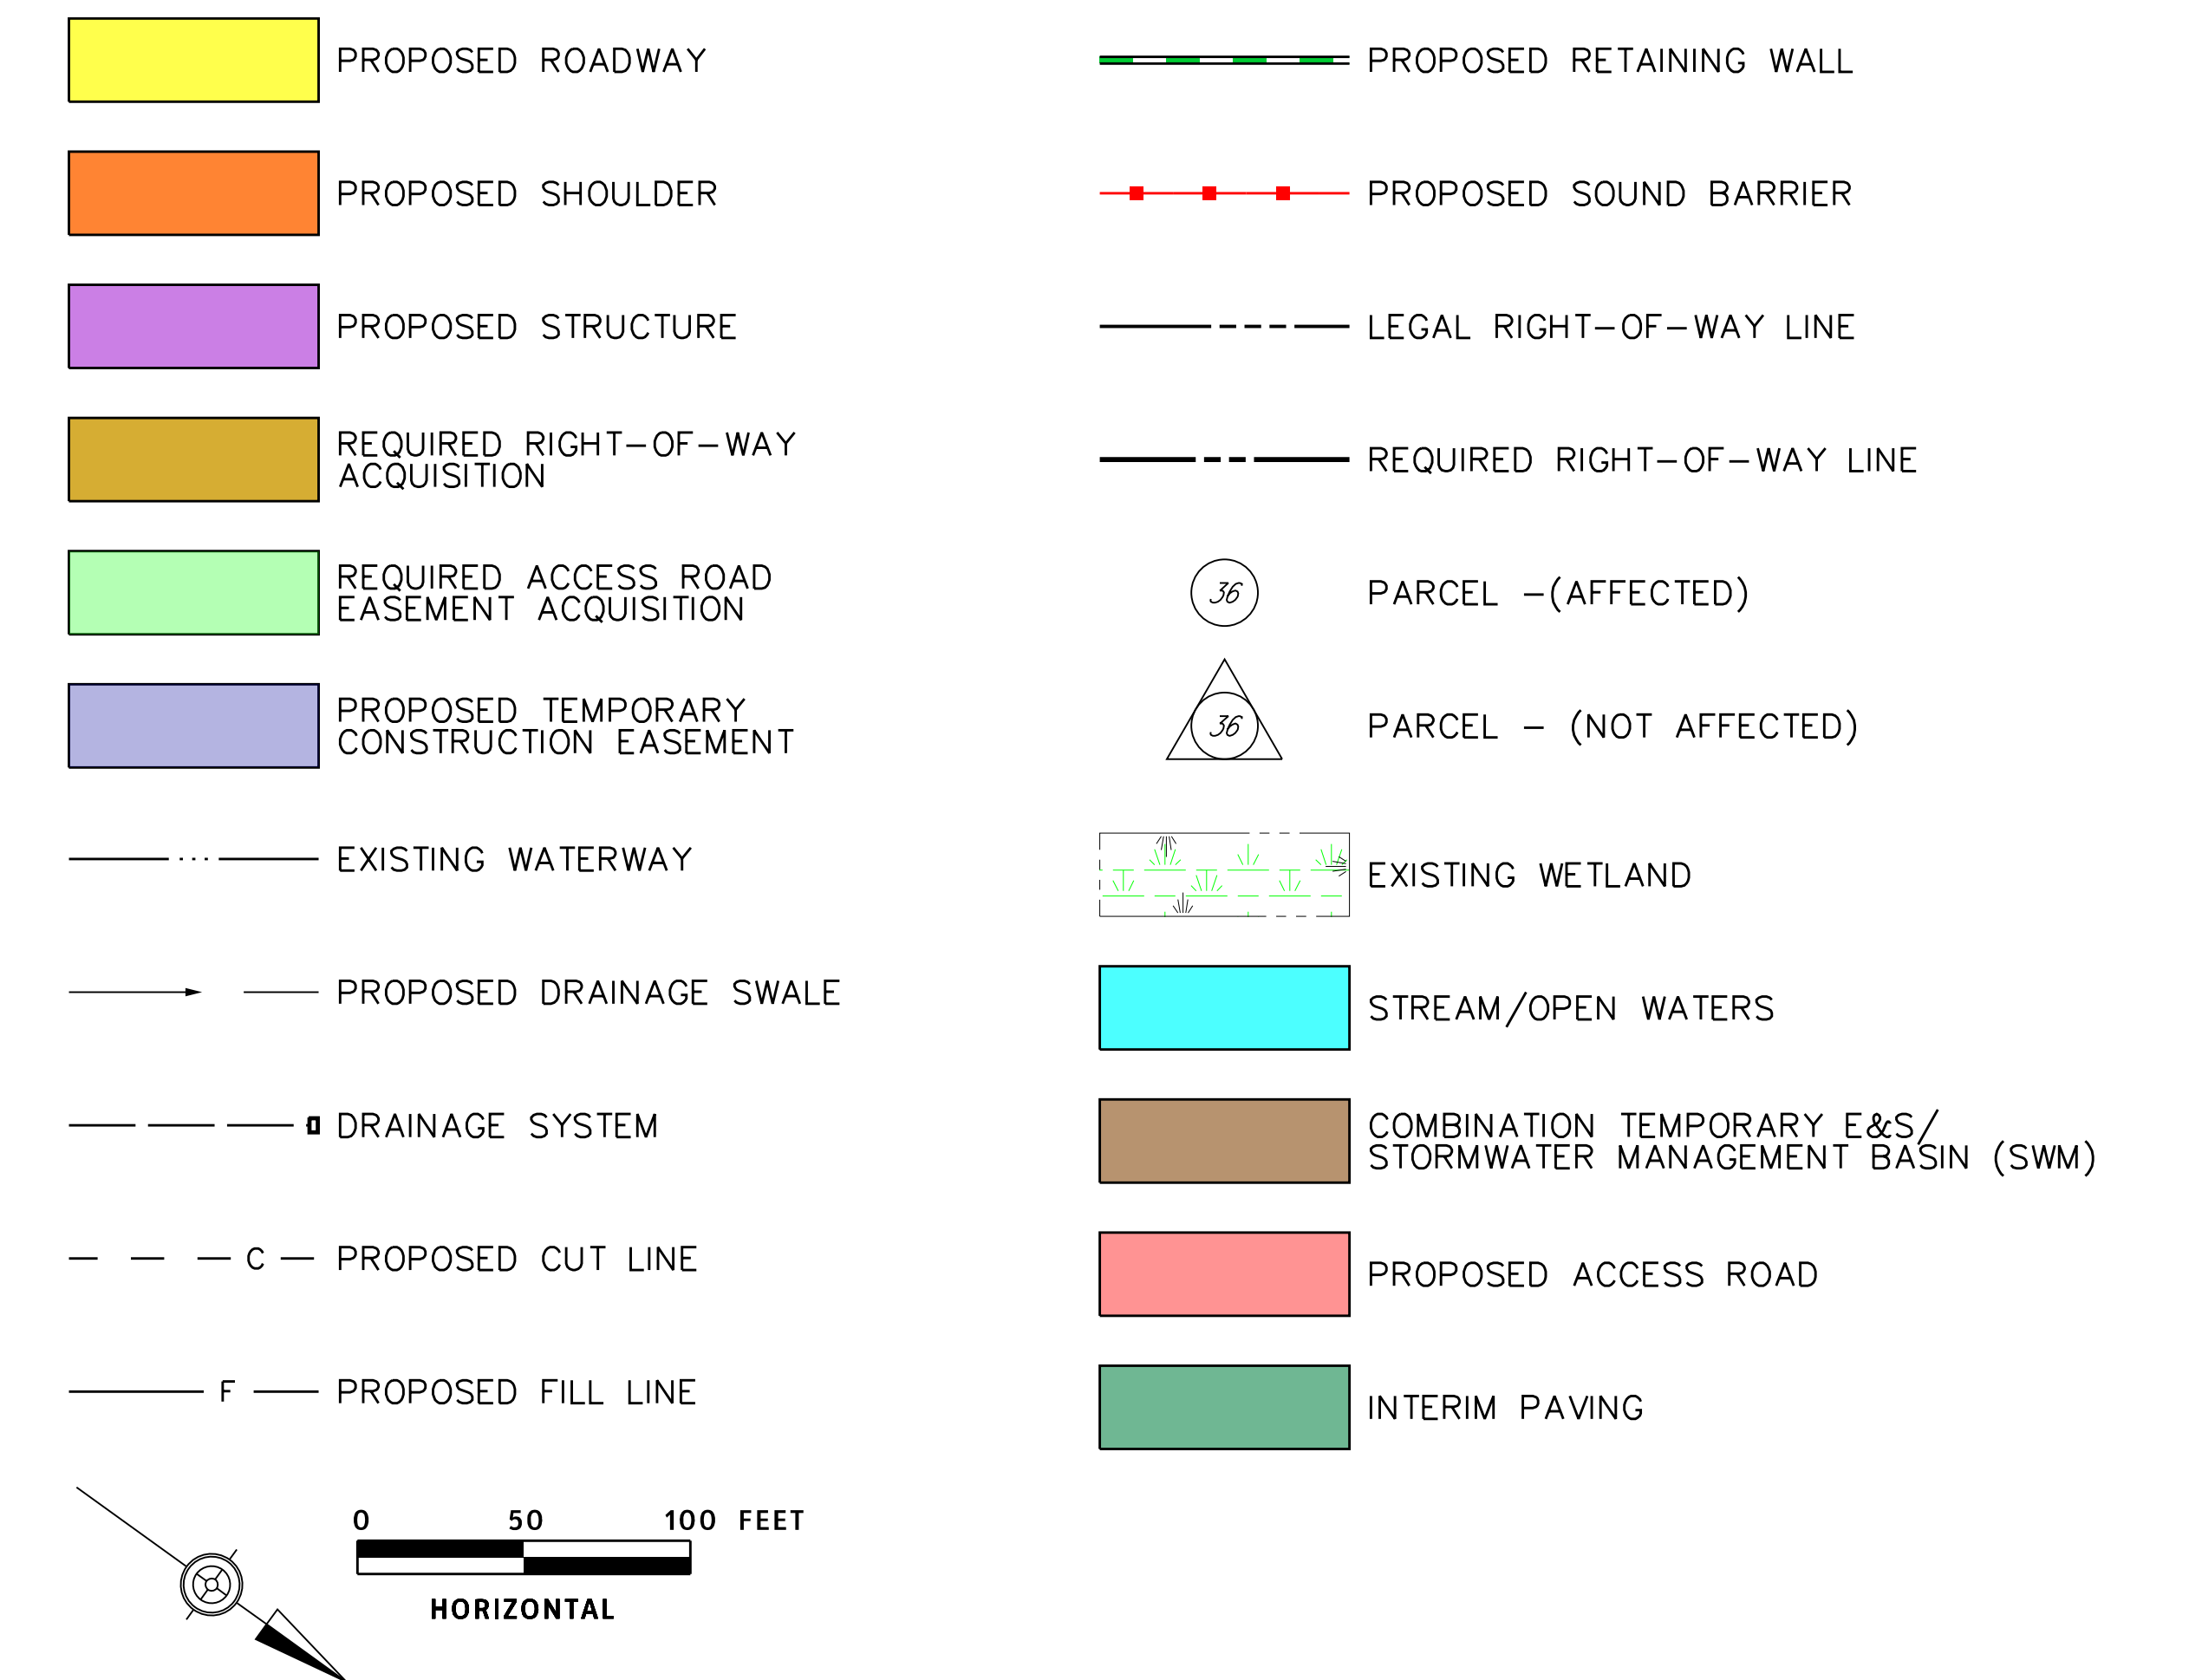 PROPOSED ROADWAY
PROPOSED SHOULDER
PROPOSED STRUCTURE
REQUIRED RIGHT-OF-WAY
ACQUISITION
REQUIRED ACCESS ROAD
EASEMENT ACQUISITION
PROPOSED TEMPORARY
CONSTRUCTION EASEMENT
EXISTING WATERWAY
PROPOSED DRAINAGE SWALE
DRAINAGE SYSTEM
C PROPOSED CUT LINE
F PROPOSED FILL LINE
0 50 100 FEET
HORIZONTAL
PROPOSED RETAINING WALL
PROPOSED SOUND BARRIER
LEGAL RIGHT-OF-WAY LINE
REQUIRED RIGHT-OF-WAY LINE
36 PARCEL -(AFFECTED)
36 PARCEL - (NOT AFFECTED)
EXISTING WETLAND
STREAM/OPEN WATERS
COMBINATION TEMPORARY E&S/
STORMWATER MANAGEMENT BASIN (SWM)
PROPOSED ACCESS ROAD
INTERIM PAVING